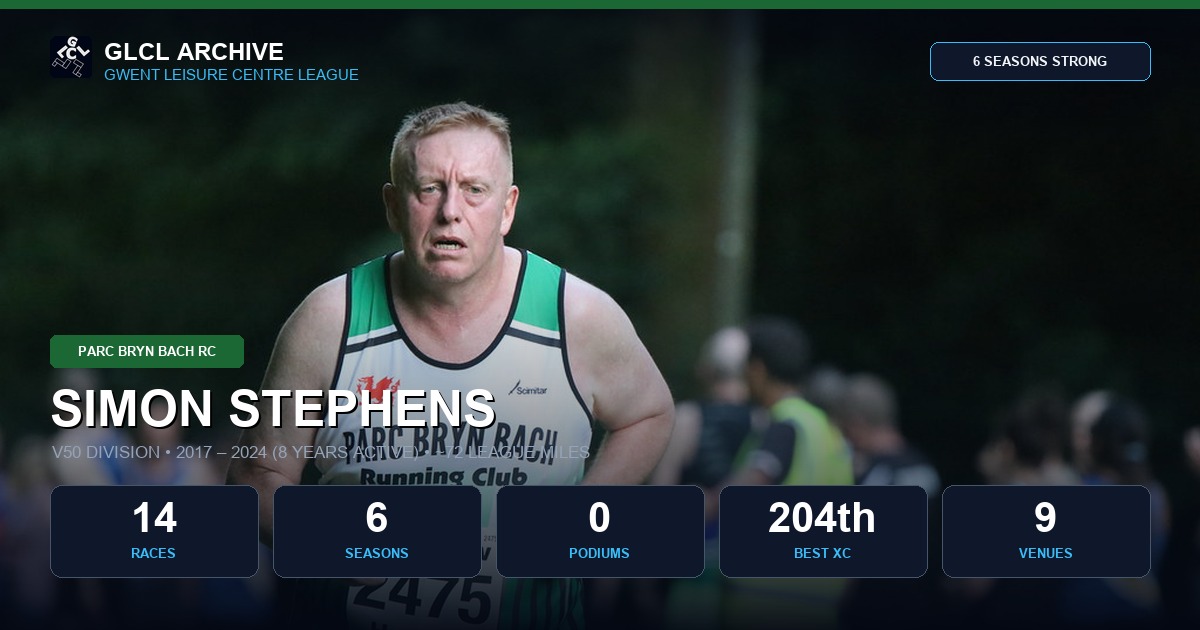 GC
GLCL ARCHIVE
GWENT LEISURE CENTRE LEAGUE
6 SEASONS STRONG
PARC BRYN BACH RC
Scimitar
SIMON STEPHENS
PARC BRYN BACH
V50 DIVISION • 2017 – 2024 (8 YEARS ACTIVE) • ~72 LEAGUE MILES
Running Club
14
RACES
6
SEASONS
0
PODIUMS
204th
BEST XC
9
VENUES
2475